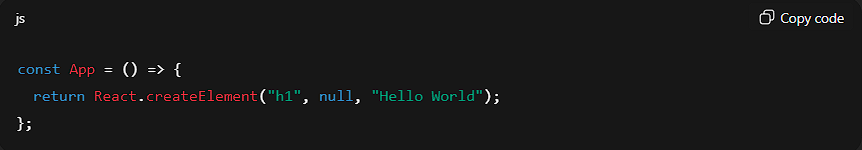 js
Copy code
const App = () => {
  return React.createElement("h1", null, "Hello World");
};